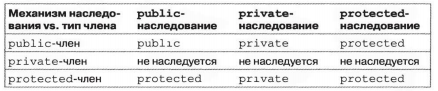 Механизм наследо- public- private- protected-
вания vs. тип члена наследование наследование наследование
public-член public private protected
private-член не наследуется не наследуется не наследуется
protected-член protected private protected